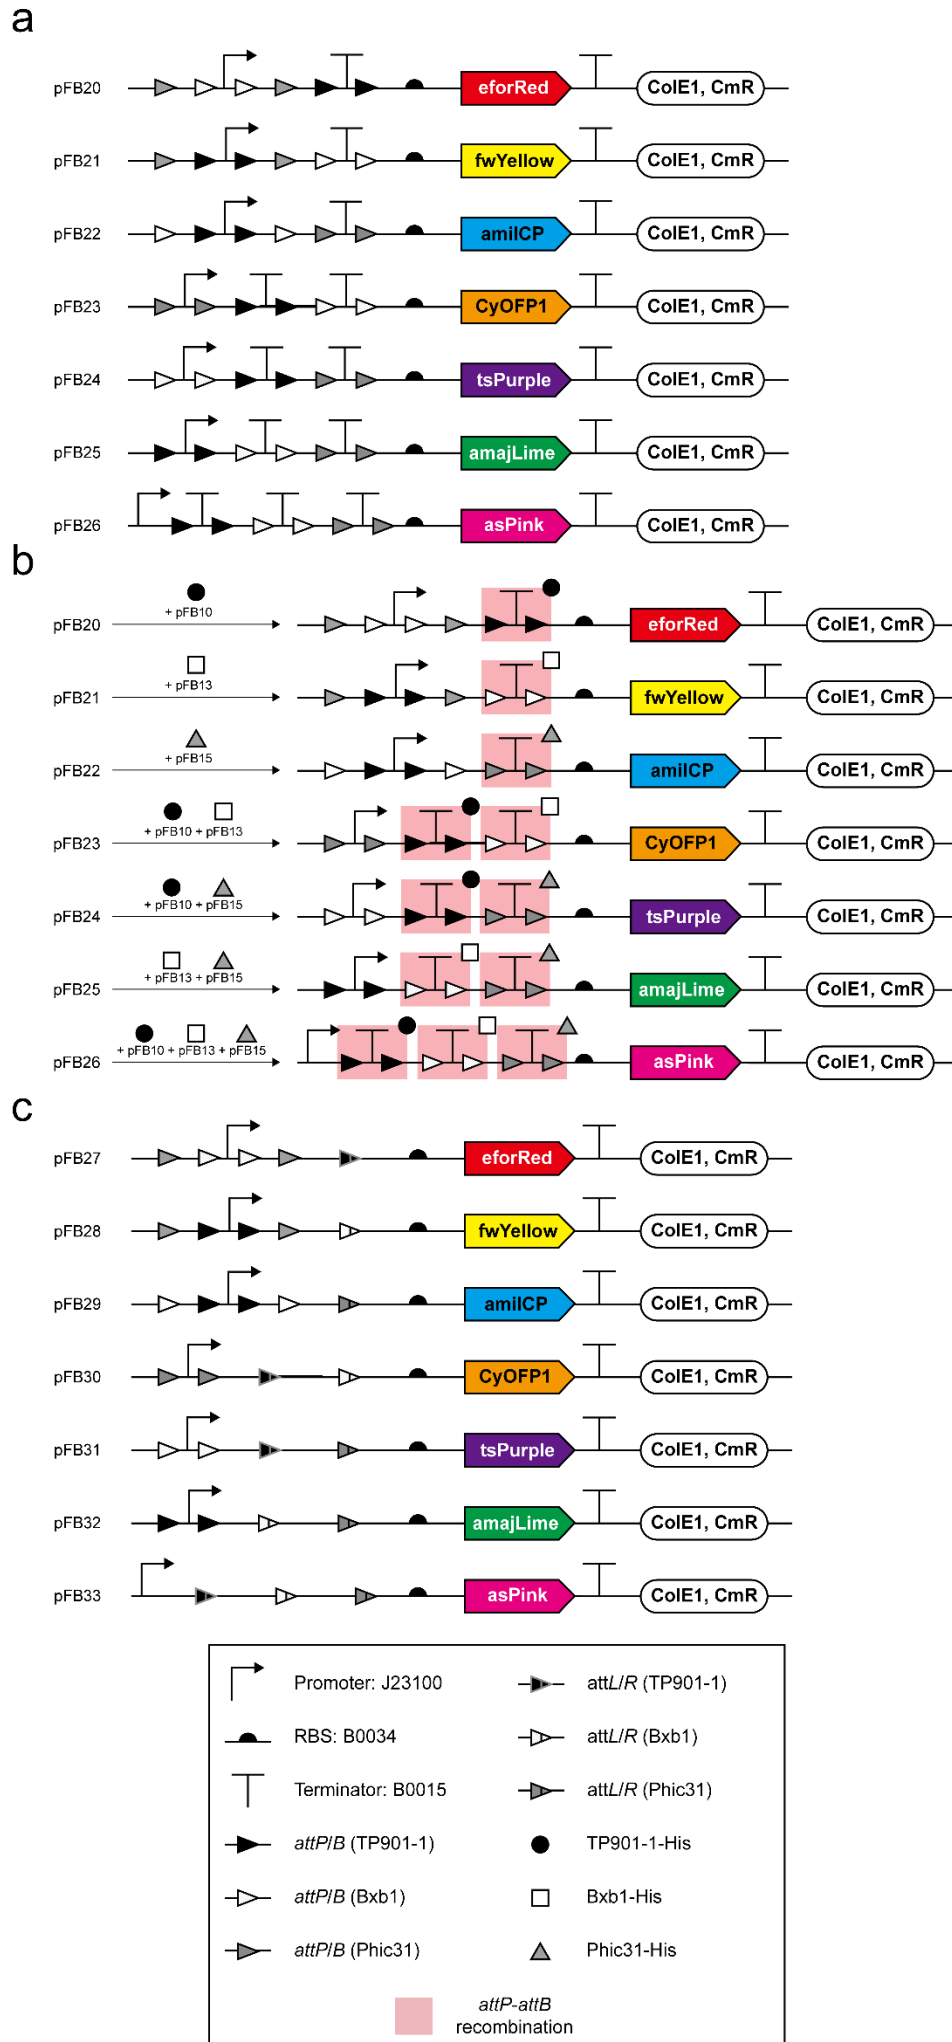 a
pFB20 eforRed ColE1, CmR
pFB21 fwYellow ColE1, CmR
pFB22 amilCP ColE1, CmR
pFB23 CyOFP1 ColE1, CmR
pFB24 tsPurple ColE1, CmR
pFB25 amajLime ColE1, CmR
pFB26 asPink ColE1, CmR
b
+ pFB10
pFB20 eforRed ColE1, CmR
+ pFB13
pFB21 fwYellow ColE1, CmR
+ pFB15
pFB22 amilCP ColE1, CmR
+ pFB10 + pFB13
pFB23 CyOFP1 ColE1, CmR
+ pFB10 + pFB15
pFB24 tsPurple ColE1, CmR
+ pFB13 + pFB15
pFB25 amajLime ColE1, CmR
+ pFB10 + pFB13 + pFB15
pFB26 asPink ColE1, CmR
c
pFB27 eforRed ColE1, CmR
pFB28 fwYellow ColE1, CmR
pFB29 amilCP ColE1, CmR
pFB30 CyOFP1 ColE1, CmR
pFB31 tsPurple ColE1, CmR
pFB32 amajLime ColE1, CmR
pFB33 asPink ColE1, CmR
Promoter: J23100 attL/R (TP901-1)
RBS: B0034 attL/R (Bxb1)
Terminator: B0015 attL/R (Phic31)
attP/B (TP901-1) TP901-1-His
attP/B (Bxb1) Bxb1-His
attP/B (Phic31) Phic31-His
attP-attB
recombination